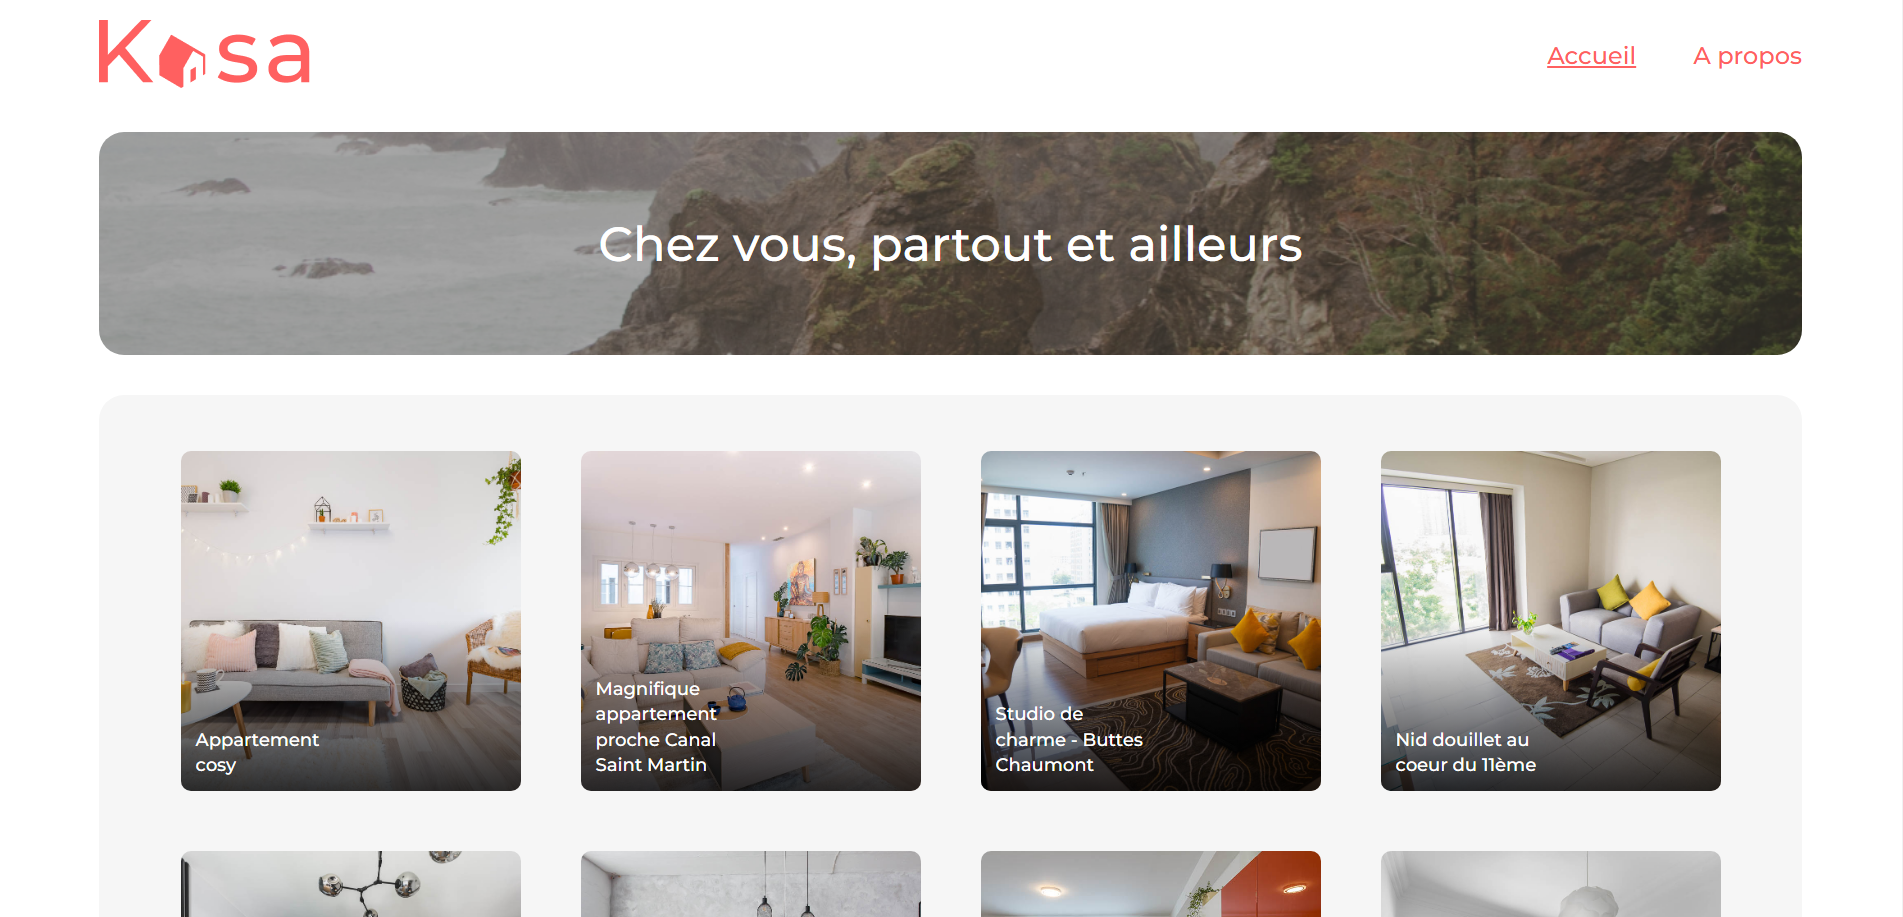 Kasa
Accueil
A propos
Chez vous, partout et ailleurs
Appartement
cosy
Magnifique
appartement
proche Canal
Saint Martin
Studio de
charme - Buttes
Chaumont
Nid douillet au
coeur du 11ème